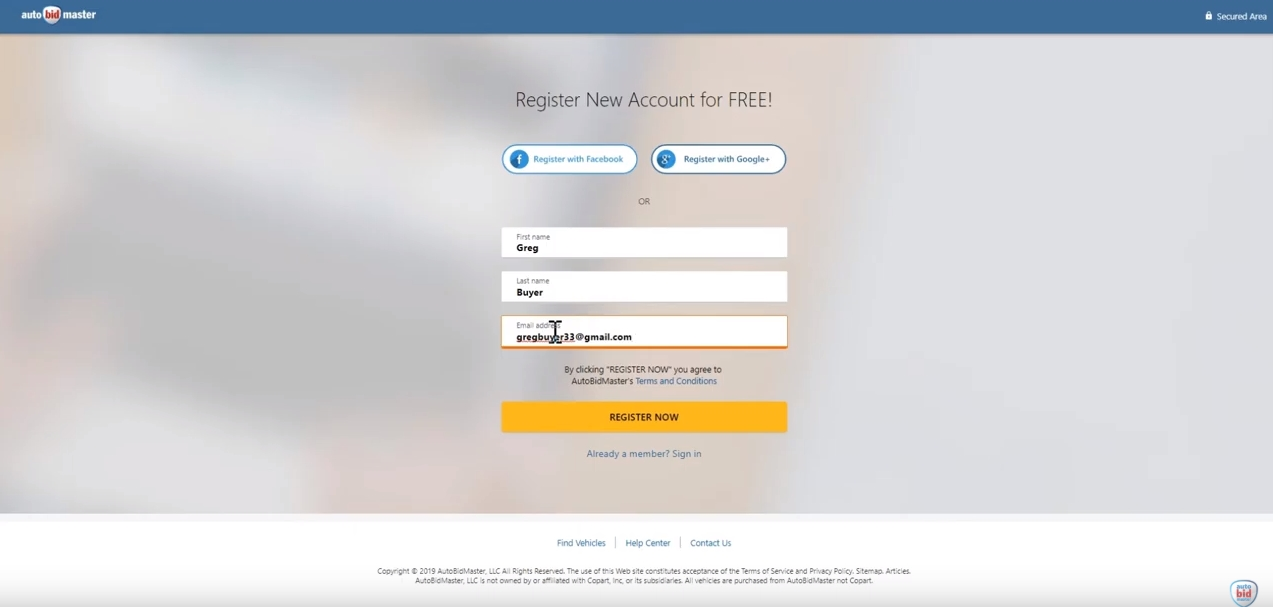 auto bid master
Secured Area
Register New Account for FREE!
Register with Facebook
Register with Google+
OR
First name
Greg
Last name
Buyer
Email address
gregbuyer33@gmail.com
By clicking "REGISTER NOW" you agree to
AutoBidMaster's Terms and Conditions
REGISTER NOW
Already a member? Sign in
Find Vehicles
Help Center
Contact Us
Copyright © 2019 AutoBidMaster, LLC All Rights Reserved. The use of this Web site constitutes acceptance of the Terms of Service and Privacy Policy. Sitemap. Articles.
AutoBidMaster, LLC is not owned by or affiliated with Copart, Inc, or its subsidiaries. All vehicles are purchased from AutoBidMaster not Copart.
auto
bid
master